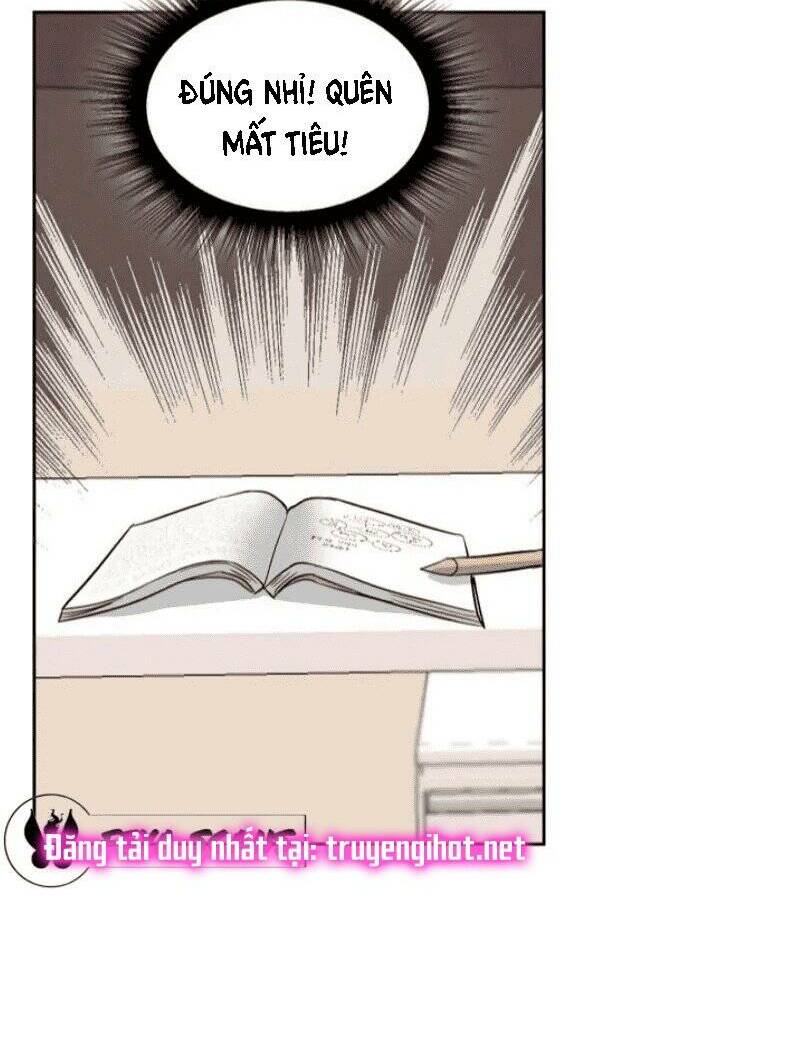 ĐÚNG NHỈ! QUÊN
MẤT TIÊU!
Đăng tải duy nhất tại: truyengihot.net